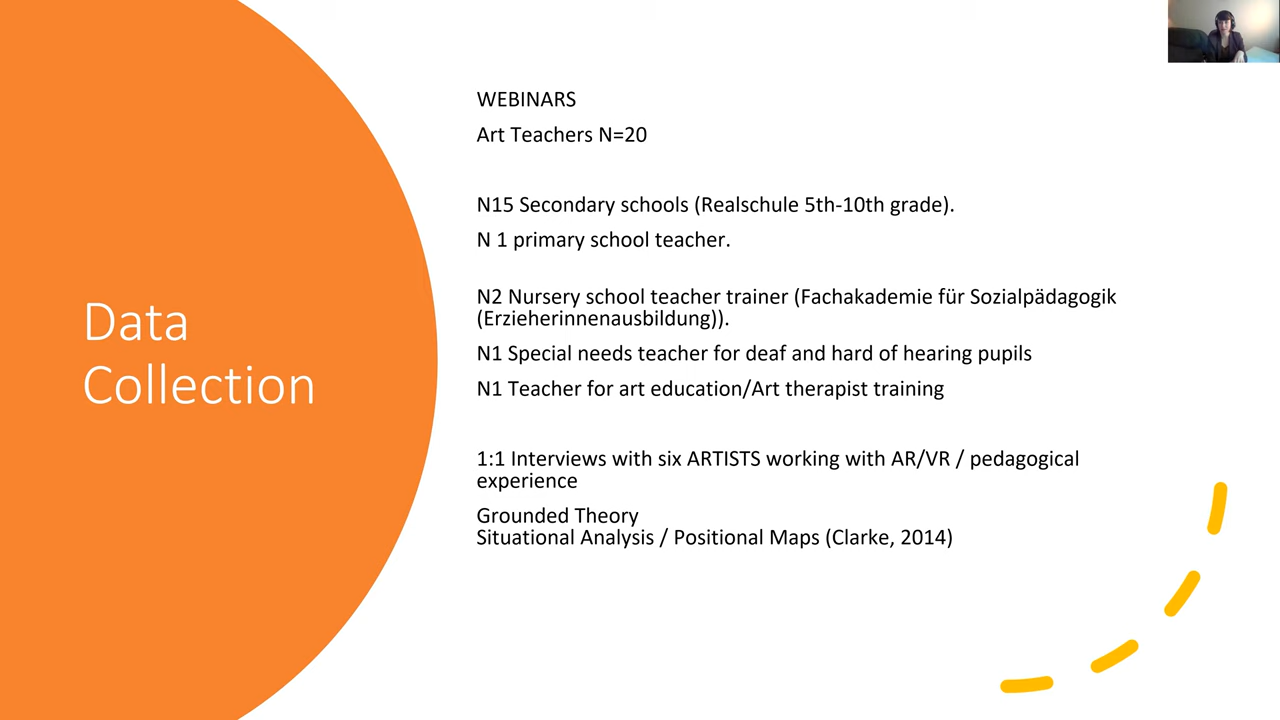 Data
Collection
WEBINARS
Art Teachers N=20
N15 Secondary schools (Realschule 5th-10th grade).
N 1 primary school teacher.
N2 Nursery school teacher trainer (Fachakademie für Sozialpädagogik
(Erzieherinnenausbildung)).
N1 Special needs teacher for deaf and hard of hearing pupils
N1 Teacher for art education/Art therapist training
1:1 Interviews with six ARTISTS working with AR/VR / pedagogical
experience
Grounded Theory
Situational Analysis / Positional Maps (Clarke, 2014)